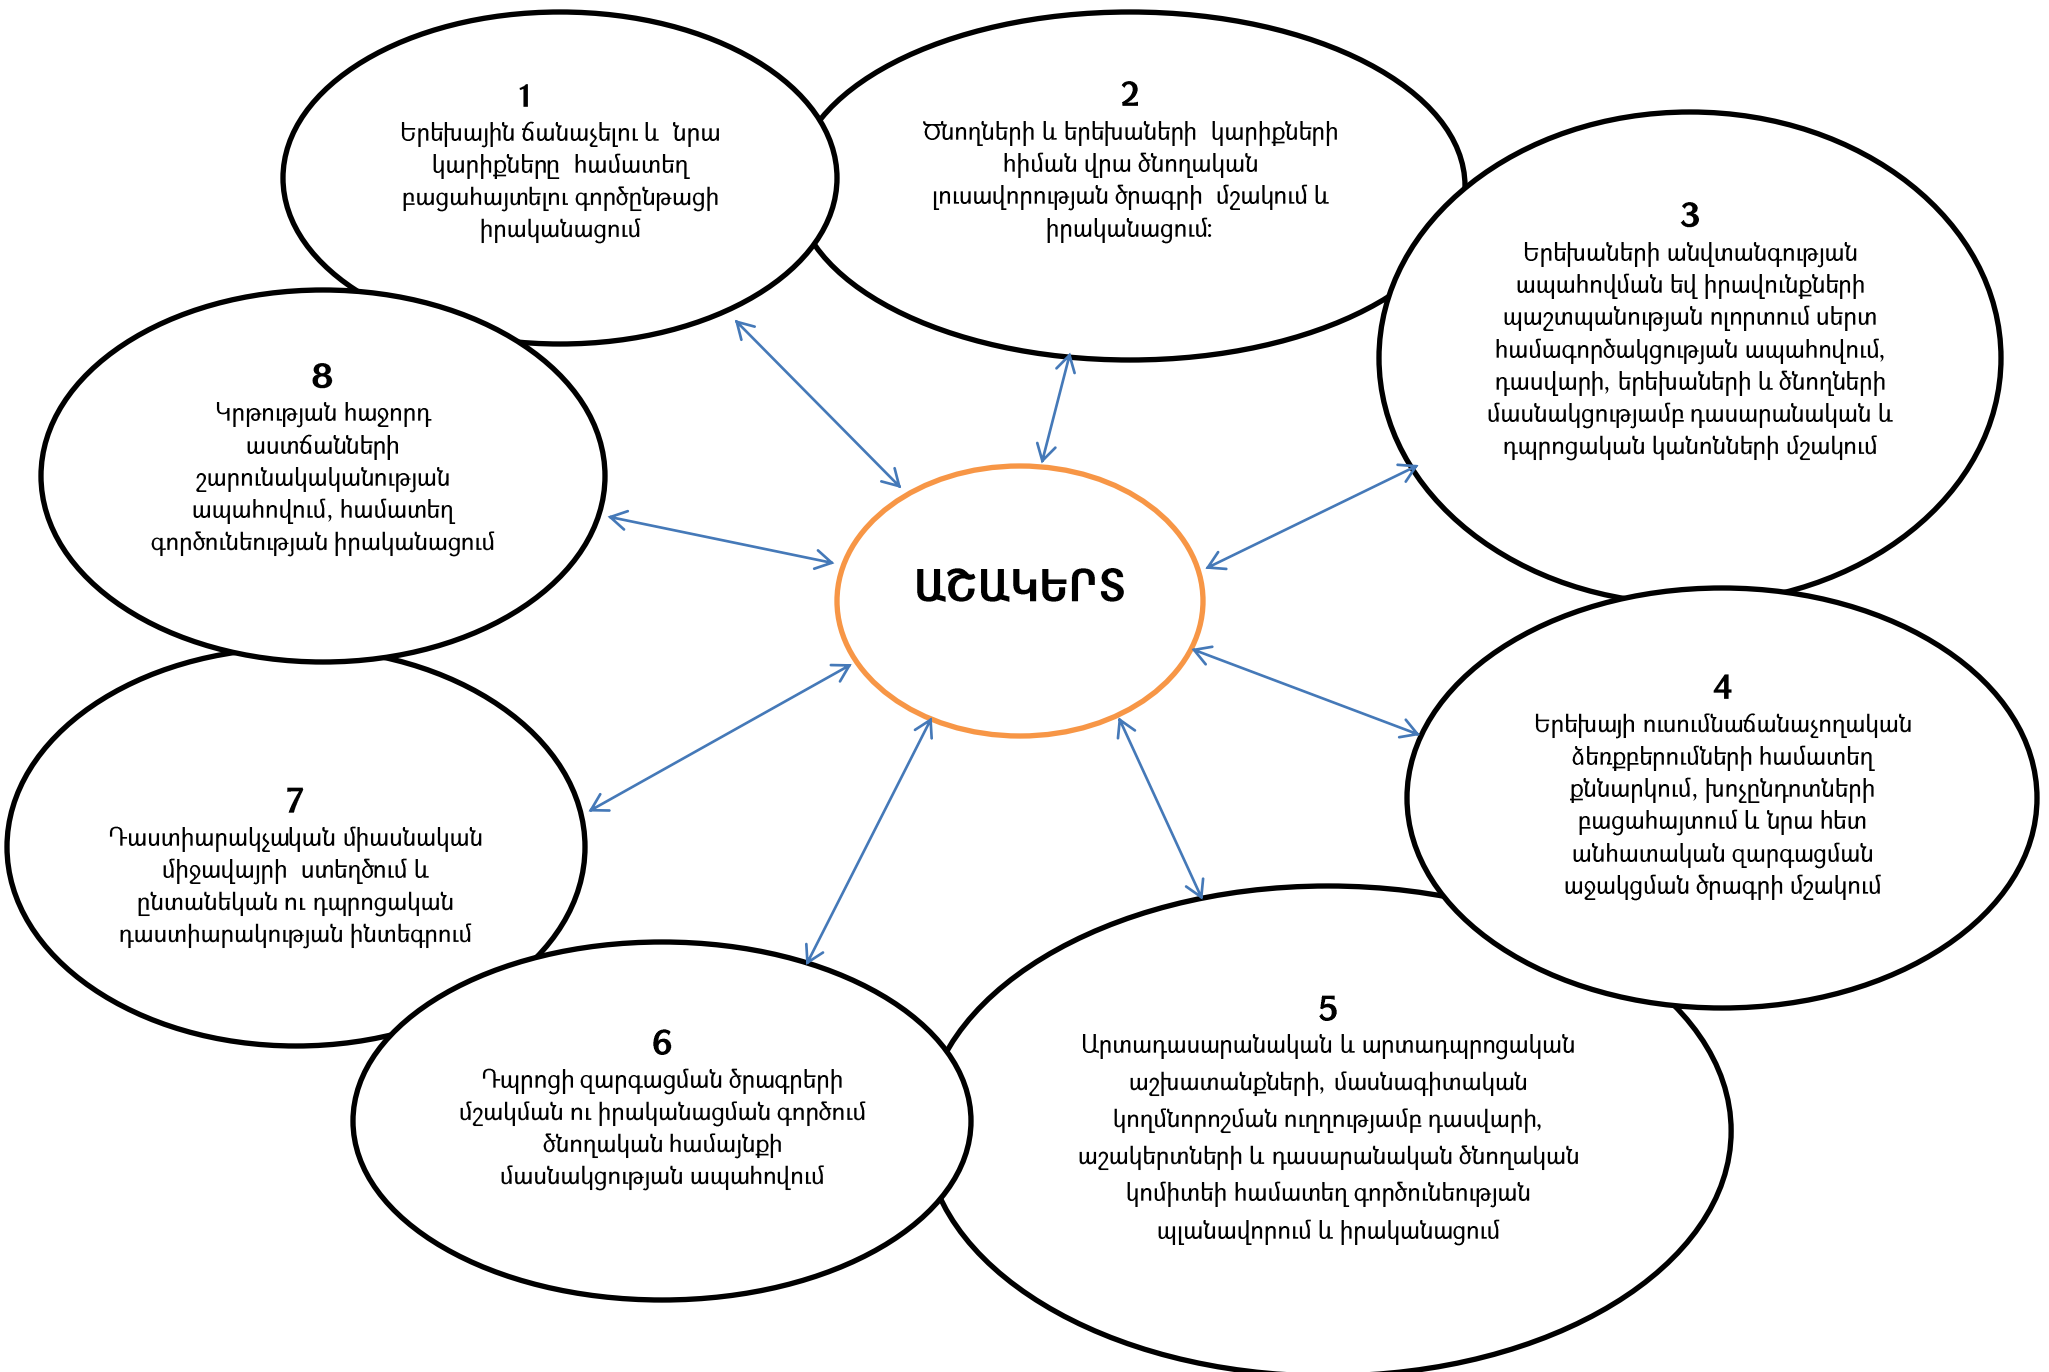 1
Երեխային ճանաչելու և նրա
կարիքները համատեղ
բացահայտելու գործընթացի
իրականացում
2
Ծնողների և երեխաների կարիքների
հիման վրա ծնողական
լուսավորության ծրագրի մշակում և
իրականացում:
3
Երեխաների անվտանգության
ապահովման եվ իրավունքների
պաշտպանության ոլորտում սերտ
համագործակցության ապահովում,
դասվարի, երեխաների և ծնողների
մասնակցությամբ դասարանական և
դպրոցական կանոնների մշակում
8
Կրթության հաջորդ
աստճանների
շարունակականության
ապահովում, համատեղ
գործունեության իրականացում
ԱՇԱԿԵՐՏ
4
Երեխայի ուսումնաճանաչողական
ձեռքբերումների համատեղ
քննարկում, խոչընդոտների
բացահայտում և նրա հետ
անհատական զարգացման
աջակցման ծրագրի մշակում
7
Դաստիարակչական միասնական
միջավայրի ստեղծում և
ընտանեկան ու դպրոցական
դաստիարակության ինտեգրում
5
Արտադասարանական և արտադպրոցական
աշխատանքների, մասնագիտական
կողմնորոշման ուղղությամբ դասվարի,
աշակերտների և դասարանական ծնողական
կոմիտեի համատեղ գործունեության
պլանավորում և իրականացում
6
Դպրոցի զարգացման ծրագրերի
մշակման ու իրականացման գործում
ծնողական համայնքի
մասնակցության ապահովում